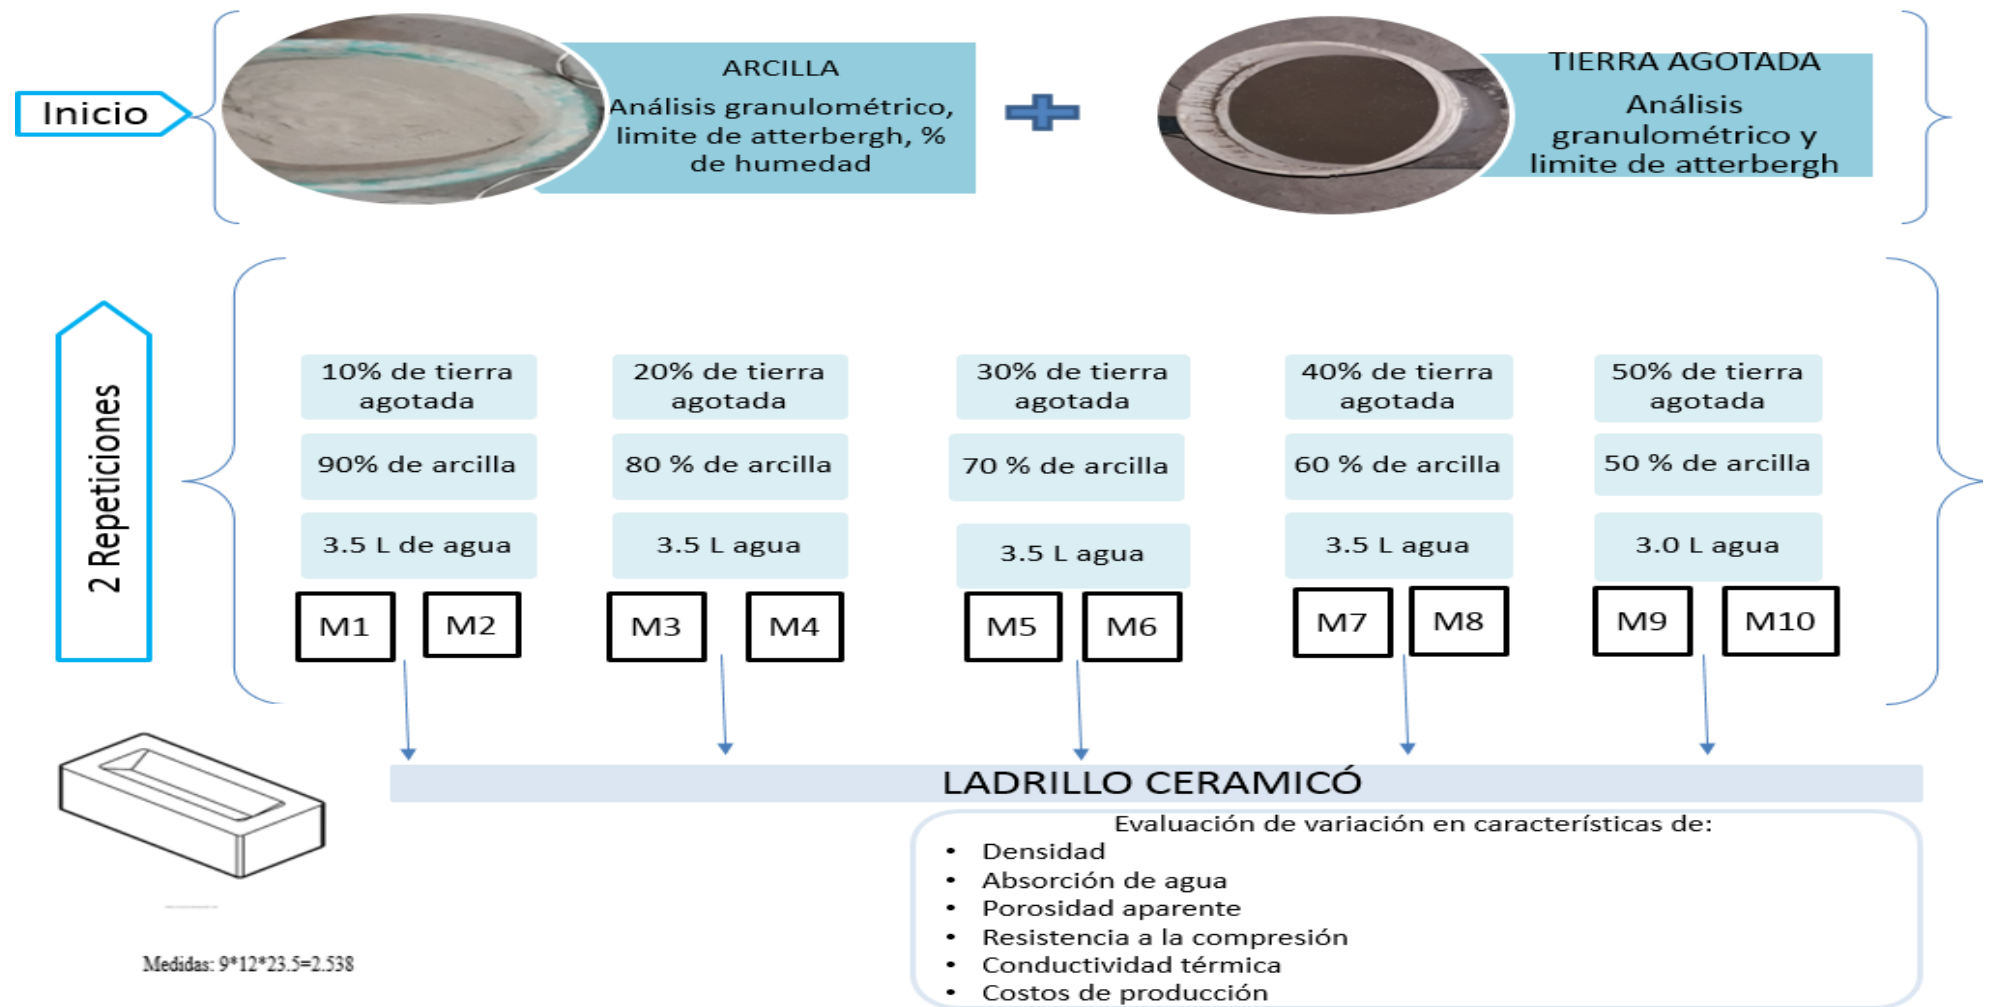 Inicio
ARCILLA
Análisis granulométrico,
limite de atterbergh, %
de humedad
TIERRA AGOTADA
Análisis
granulométrico y
limite de atterbergh
2 Repeticiones
10% de tierra
agotada
90% de arcilla
3.5 L de agua
M1
M2
20% de tierra
agotada
80 % de arcilla
3.5 L agua
M3
M4
30% de tierra
agotada
70 % de arcilla
3.5 L agua
M5
M6
40% de tierra
agotada
60 % de arcilla
3.5 L agua
M7
M8
50% de tierra
agotada
50 % de arcilla
3.0 L agua
M9
M10
LADRILLO CERAMICÓ
Evaluación de variación en características de:
• Densidad
• Absorción de agua
• Porosidad aparente
• Resistencia a la compresión
• Conductividad térmica
• Costos de producción
Medidas: 9*12*23.5=2.538